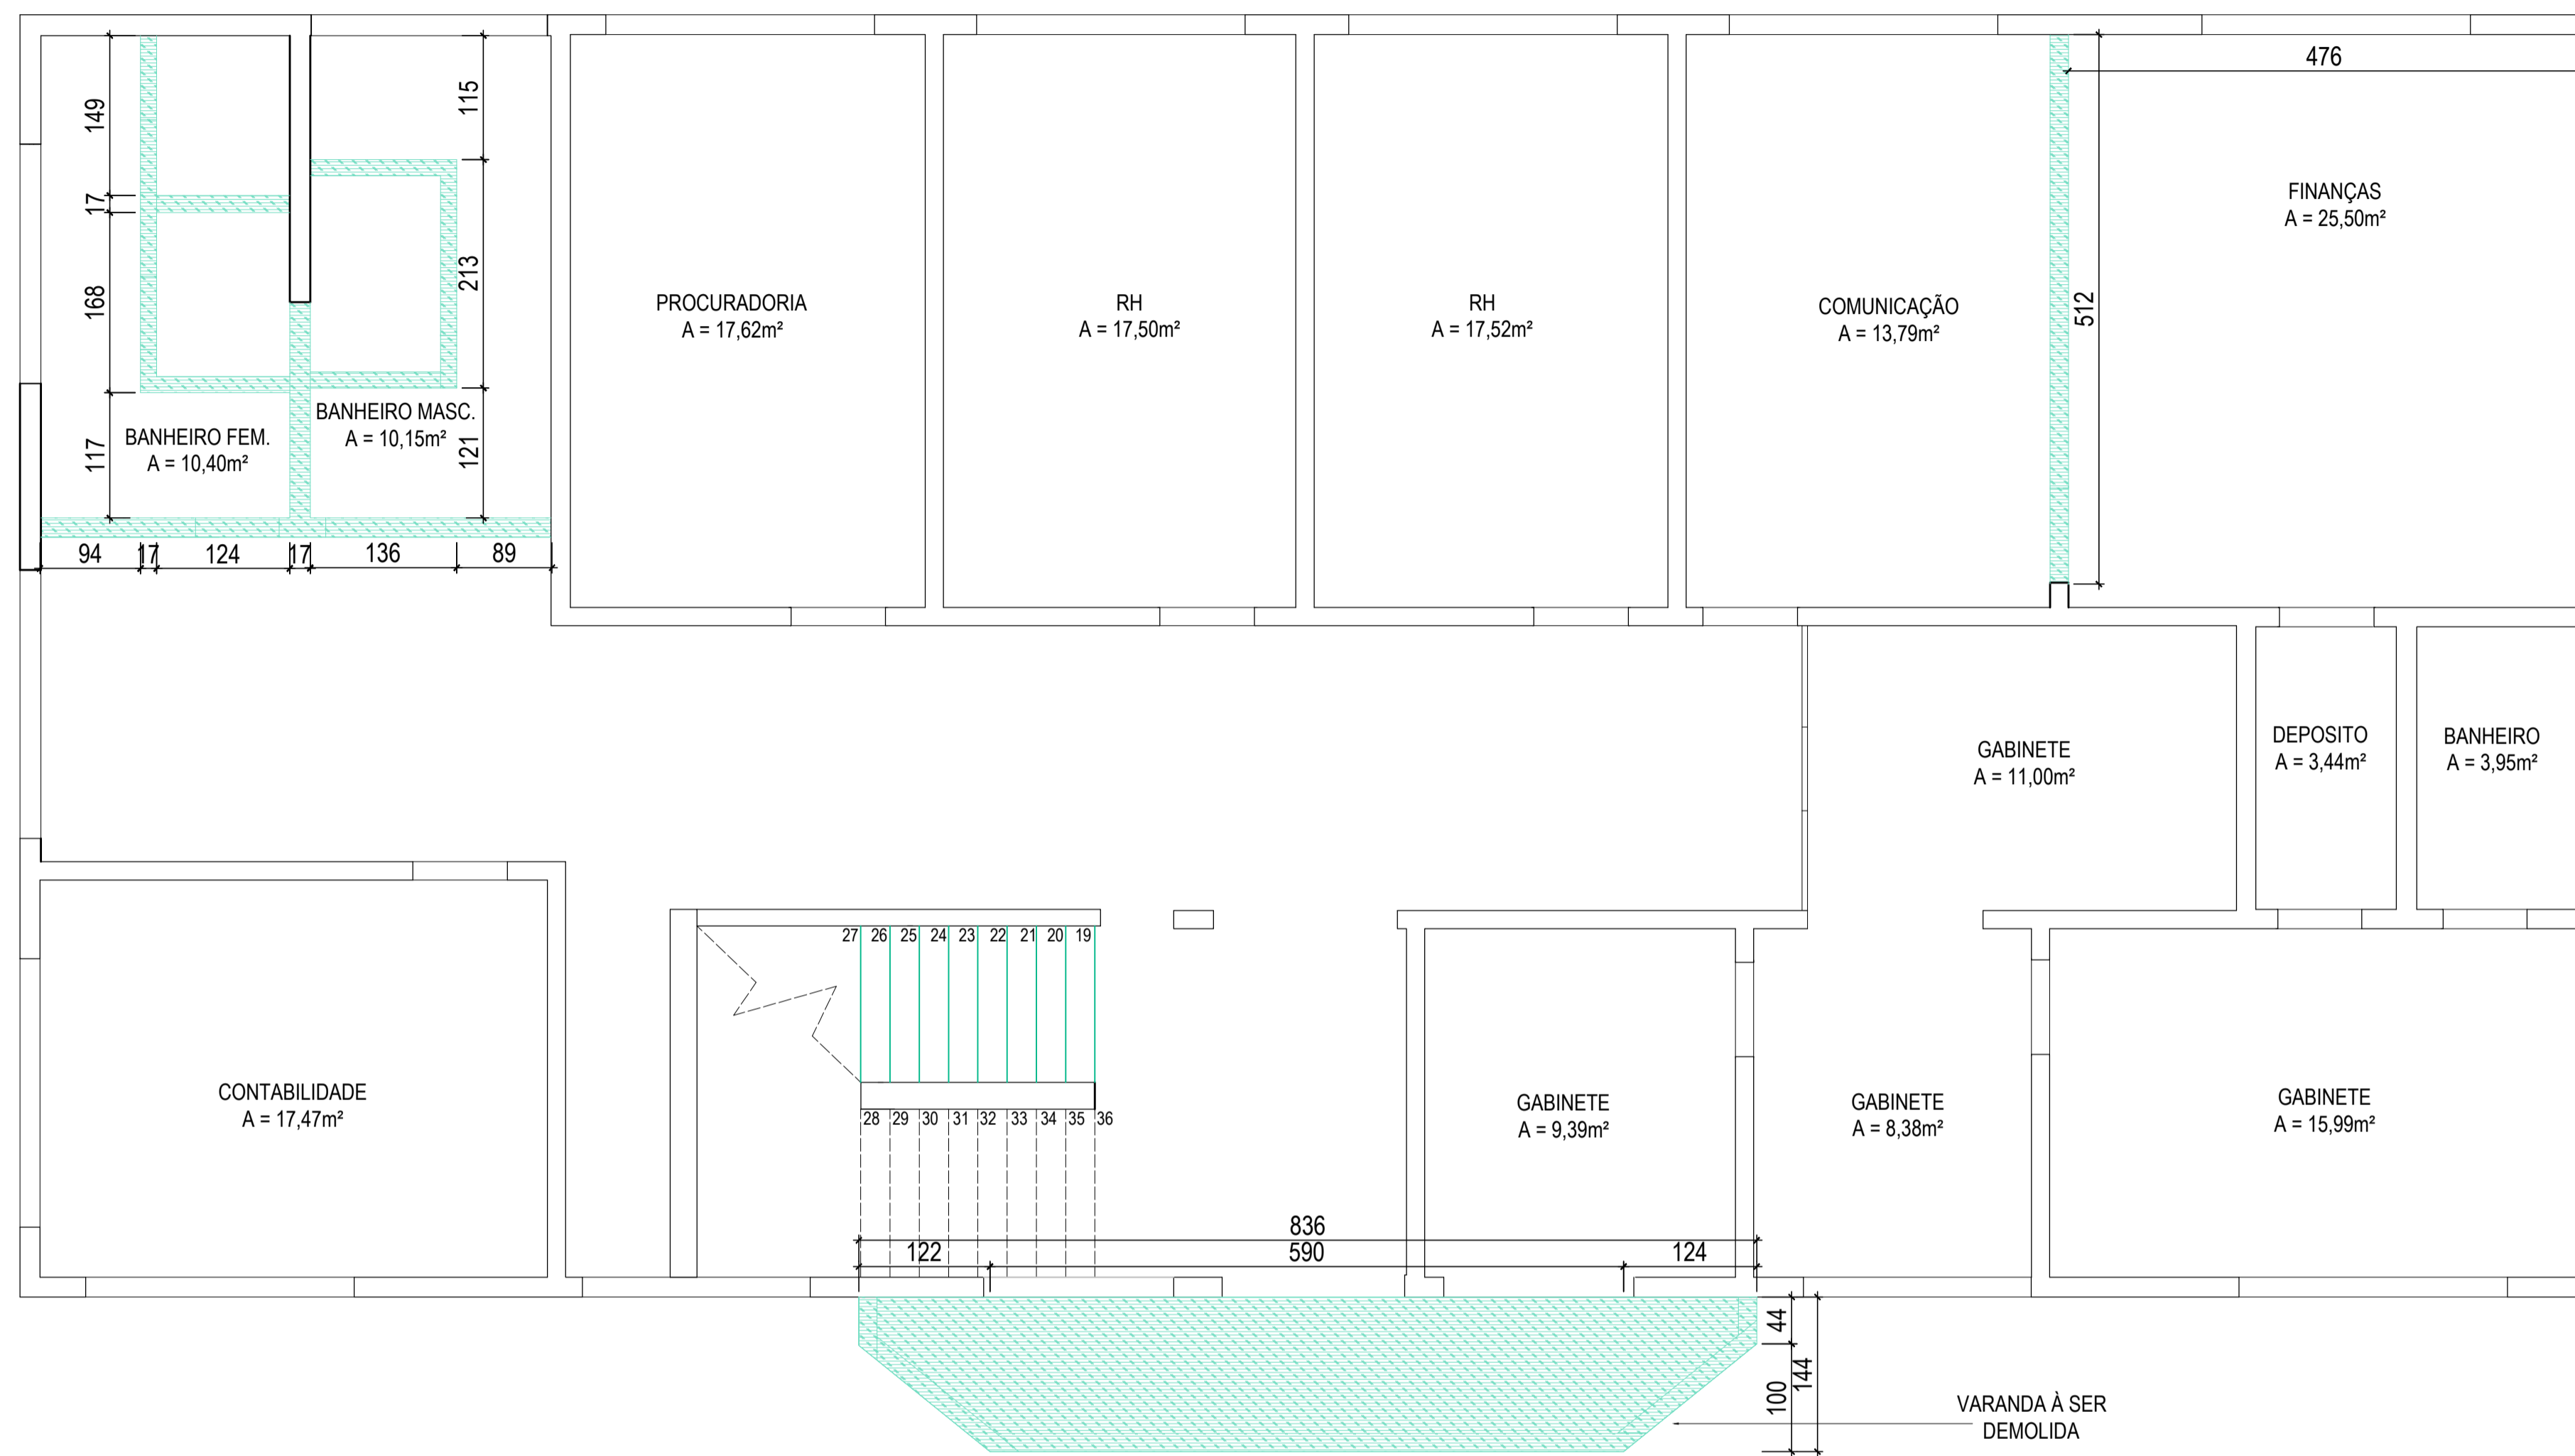 476
149
115
17
168
213
117
121
94
17
124
17
136
89
BANHEIRO FEM.
A = 10,40m²
BANHEIRO MASC.
A = 10,15m²
PROCURADORIA
A = 17,62m²
RH
A = 17,50m²
RH
A = 17,52m²
COMUNICAÇÃO
A = 13,79m²
512
FINANÇAS
A = 25,50m²
GABINETE
A = 11,00m²
DEPOSITO
A = 3,44m²
BANHEIRO
A = 3,95m²
27 26 25 24 23 22 21 20 19
28 29 30 31 32 33 34 35 36
CONTABILIDADE
A = 17,47m²
GABINETE
A = 9,39m²
GABINETE
A = 8,38m²
GABINETE
A = 15,99m²
836
122
590
124
44
100
144
VARANDA À SER
DEMOLIDA